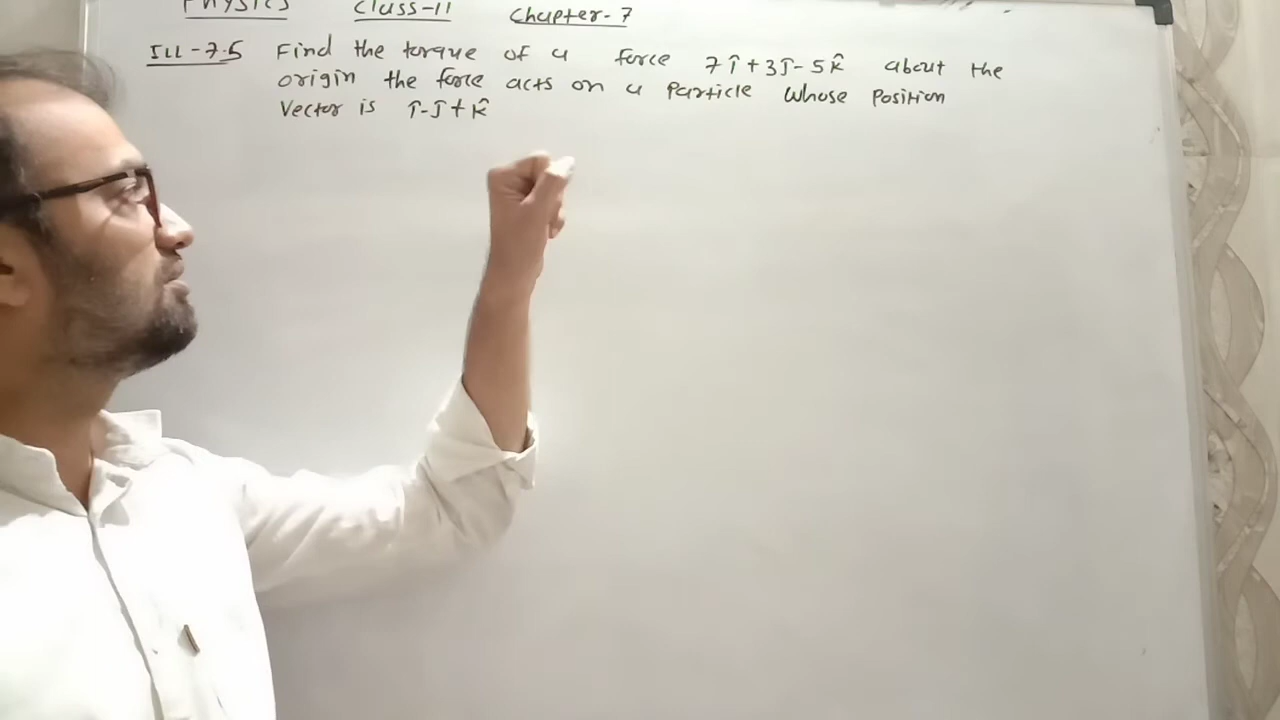 Physics Class-11 Chapter-7
Ill-7.5 Find the torque of a force 7î+3ĵ-5k̂ about the
origin the force acts on a particle whose position
vector is î-ĵ+k̂